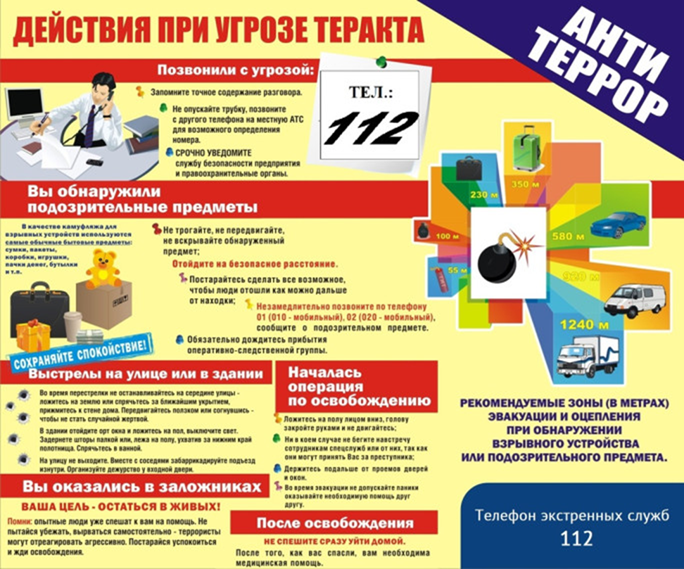 ДЕЙСТВИЯ ПРИ УГРОЗЕ ТЕРАКТА
АНТИ
ТЕРРОР
Позвонили с угрозой:
Запомните точное содержание разговора.
Не опускайте трубку, позвоните
с другого телефона на местную АТС
для возможного определения
номера.
СРОЧНО УВЕДОМИТЕ
службу безопасности предприятия
и правоохранительные органы.
ТЕЛ.:
112
Вы обнаружили
подозрительные предметы
В качестве камуфляжа для
взрывных устройств используются
самые обычные бытовые предметы:
сумки, пакеты,
коробки, игрушки,
пачки денег, бутылки
и т.п.
Не трогайте, не передвигайте,
не вскрывайте обнаруженный
предмет;
Отойдите на безопасное расстояние.
Постарайтесь сделать все возможное,
чтобы люди отошли как можно дальше
от находки;
Незамедлительно позвоните по телефону
01 (010 - мобильный), 02 (020 - мобильный),
сообщите о подозрительном предмете.
Обязательно дождитесь прибытия
оперативно-следственной группы.
СОХРАНЯЙТЕ СПОКОЙСТВИЕ!
55 м
100 м
230 м
350 м
580 м
920 м
1240 м
РЕКОМЕНДУЕМЫЕ ЗОНЫ (В МЕТРАХ)
ЭВАКУАЦИИ И ОЦЕПЛЕНИЯ
ПРИ ОБНАРУЖЕНИИ
ВЗРЫВНОГО УСТРОЙСТВА
ИЛИ ПОДОЗРИТЕЛЬНОГО ПРЕДМЕТА.
Выстрелы на улице или в здании
Во время перестрелки не останавливайтесь на середине улицы -
ложитесь на землю или спрячьтесь за ближайшим укрытием,
прижмитесь к стене дома. Передвигайтесь ползком или согнувшись -
чтобы не стать случайной жертвой.
В здании отойдите от окна и ложитесь на пол, выключите свет.
Задерните шторы палкой или, лежа на полу, ухватив за нижний край
полотнища. Спрячьтесь в ванной.
На улицу не выходите. Вместе с соседями забаррикадируйте подъезд
изнутри. Организуйте дежурство у входной двери.
Началась
операция
по освобождению
Ложитесь на полу лицом вниз, голову
закройте руками и не двигайтесь;
Ни в коем случае не бегите навстречу
сотрудникам спецслужб или от них, так как
они могут принять Вас за преступника;
Держитесь подальше от проемов дверей
и окон.
Во время эвакуации не допускайте паники
оказывайте необходимую помощь друг
другу.
Вы оказались в заложниках
ВАША ЦЕЛЬ - ОСТАТЬСЯ В ЖИВЫХ!
Помни: опытные люди уже спешат к вам на помощь. Не
пытайся убежать, вырваться самостоятельно - террористы
могут отреагировать агрессивно. Постарайся успокоиться
и жди освобождения.
После освобождения
НЕ СПЕШИТЕ СРАЗУ УЙТИ ДОМОЙ.
После того, как вас спасли, вам необходима
медицинская помощь.
Телефон экстренных служб
112